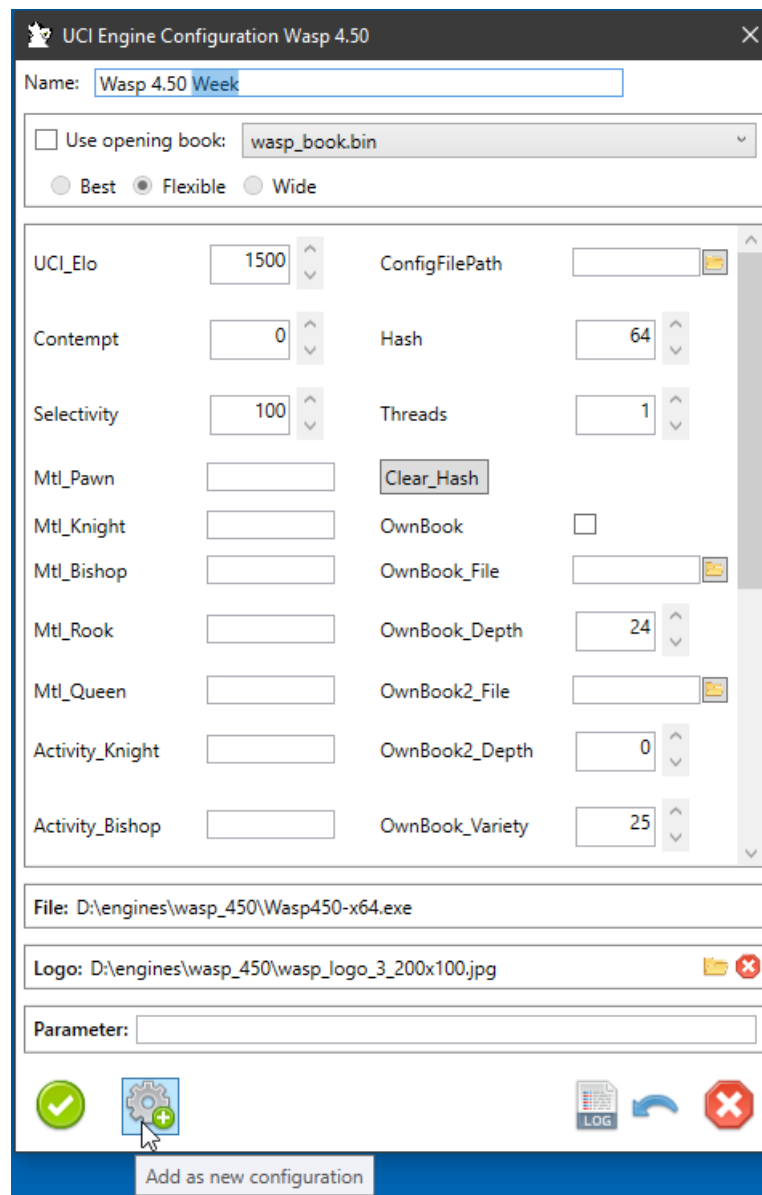 UCI Engine Configuration Wasp 4.50
Name: Wasp 4.50 Week
Use opening book: wasp_book.bin
Best Flexible Wide
UCI_Elo 1500 ConfigFilePath
Contempt 0 Hash 64
Selectivity 100 Threads 1
Mtl_Pawn Clear_Hash
Mtl_Knight OwnBook
Mtl_Bishop OwnBook_File
Mtl_Rook OwnBook_Depth 24
Mtl_Queen OwnBook2_File
Activity_Knight OwnBook2_Depth 0
Activity_Bishop OwnBook_Variety 25
File: D:\engines\wasp_450\Wasp450-x64.exe
Logo: D:\engines\wasp_450\wasp_logo_3_200x100.jpg
Parameter:
LOG
Add as new configuration